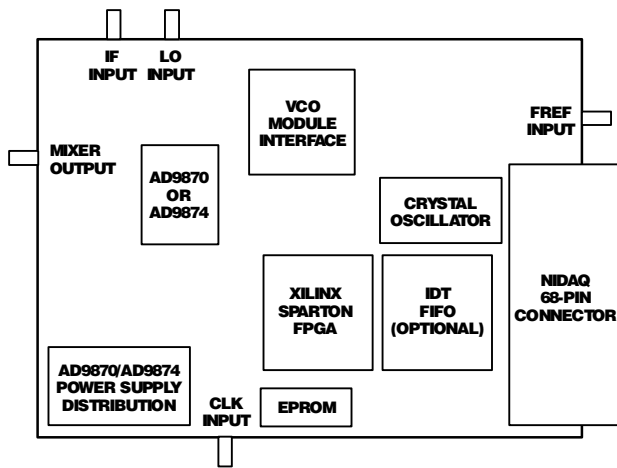 IF
INPUT
LO
INPUT
VCO
MODULE
INTERFACE
FREF
INPUT
MIXER
OUTPUT
AD9870
OR
AD9874
CRYSTAL
OSCILLATOR
XILINX
SPARTON
FPGA
IDT
FIFO
(OPTIONAL)
NIDAQ
68-PIN
CONNECTOR
AD9870/AD9874
POWER SUPPLY
DISTRIBUTION
CLK
INPUT
EPROM